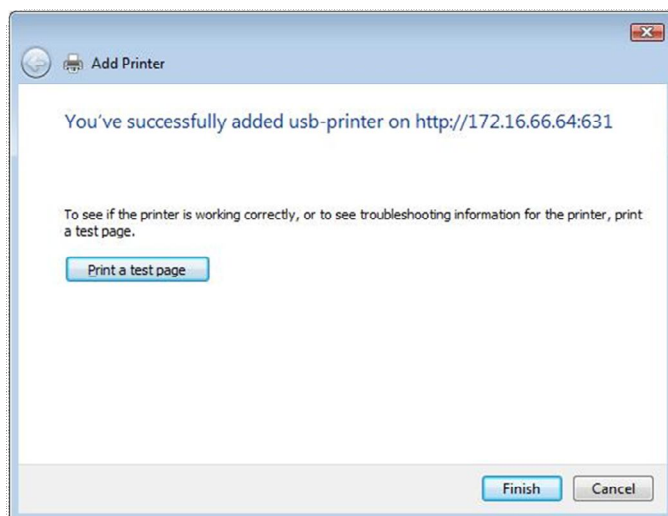 Add Printer
You've successfully added usb-printer on http://172.16.66.64:631
To see if the printer is working correctly, or to see troubleshooting information for the printer, print
a test page.
Print a test page
Finish Cancel